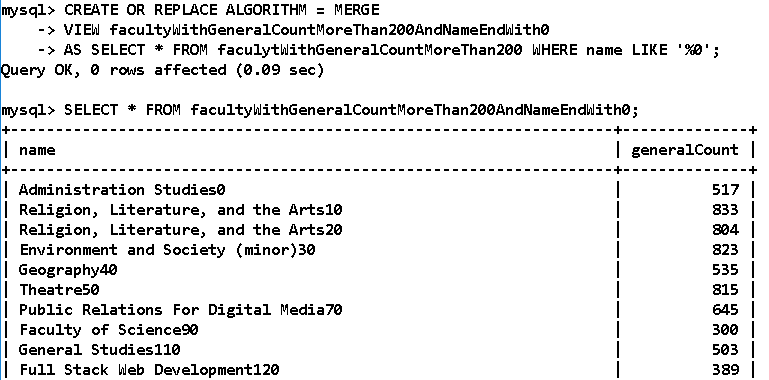 mysql> CREATE OR REPLACE ALGORITHM = MERGE
-> VIEW facultyWithGeneralCountMoreThan200AndNameEndWith0
-> AS SELECT * FROM faculytWithGeneralCountMoreThan200 WHERE name LIKE '%0';
Query OK, 0 rows affected (0.09 sec)
mysql> SELECT * FROM facultyWithGeneralCountMoreThan200AndNameEndWith0;
+------------------------------------------------------------------+--------------+
| name | generalCount |
+------------------------------------------------------------------+--------------+
| Administration Studies0 | 517 |
| Religion, Literature, and the Arts10 | 833 |
| Religion, Literature, and the Arts20 | 804 |
| Environment and Society (minor)30 | 823 |
| Geography40 | 535 |
| Theatre50 | 815 |
| Public Relations For Digital Media70 | 645 |
| Faculty of Science90 | 300 |
| General Studies110 | 503 |
| Full Stack Web Development120 | 389 |